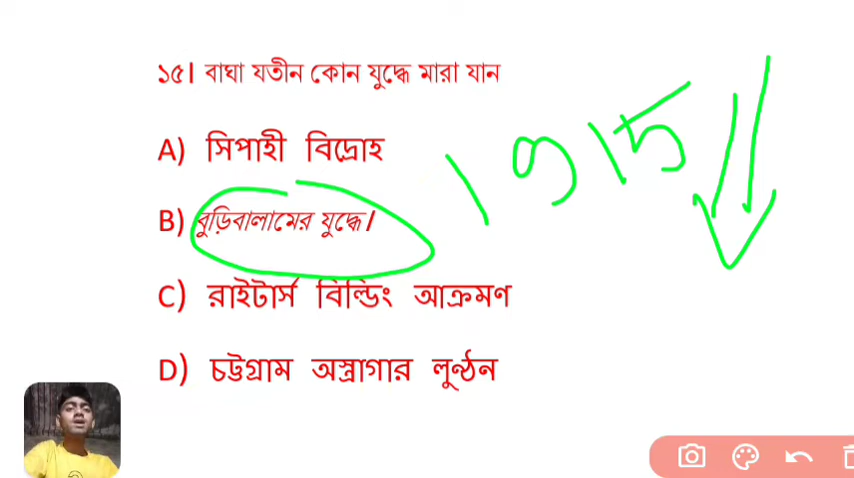 ১৫। বাঘা যতীন কোন যুদ্ধে মারা যান
A) সিপাহী বিদ্রোহ
B) বুড়িবালামের যুদ্ধে।
1915
C) রাইটার্স বিল্ডিং আক্রমণ
D) চট্টগ্রাম অস্ত্রাগার লুন্ঠন